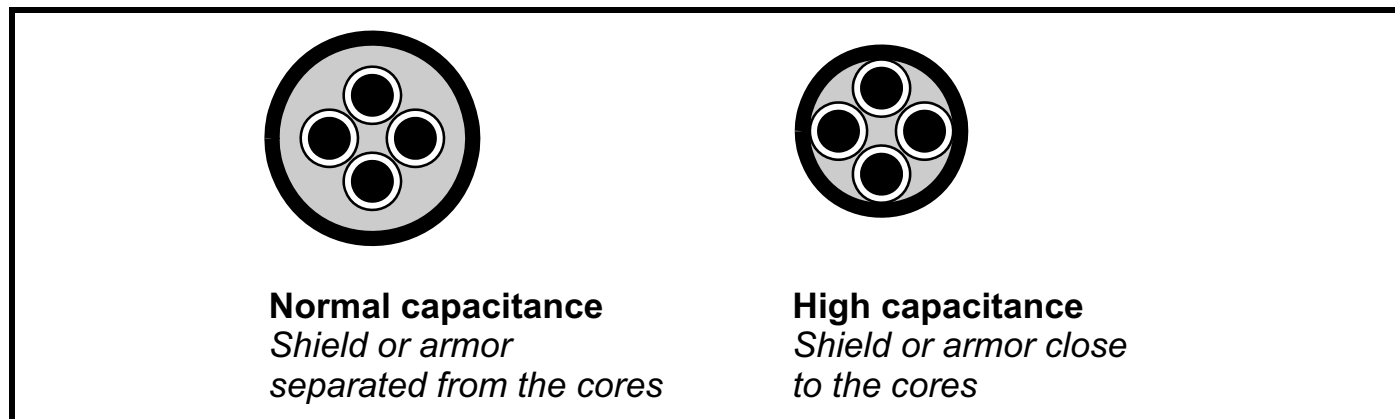 Normal capacitance
Shield or armor
separated from the cores
High capacitance
Shield or armor close
to the cores